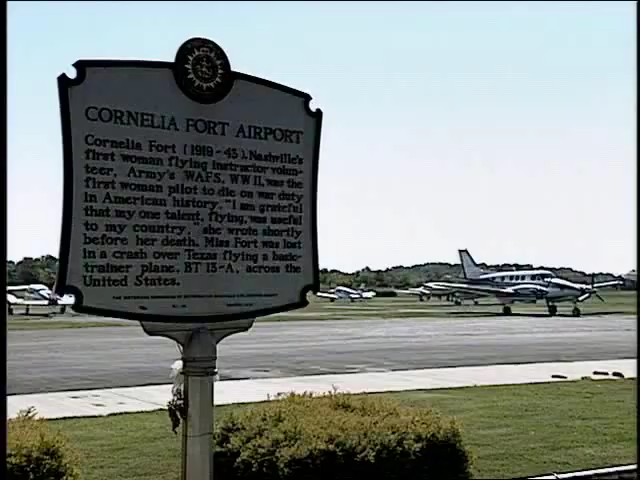 CORNELIA FORT AIRPORT
Cornelia Fort (1919-43), Nashville's
first woman flying instructor volun-
teer, Army's WAFS, WW II, was the
first woman pilot to die on war duty
in American history. "I am grateful
that my one talent, flying, was useful
to my country," she wrote shortly
before her death. Miss Fort was lost
in a crash over Texas flying a basic-
trainer plane, BT 13-A, across the
United States.